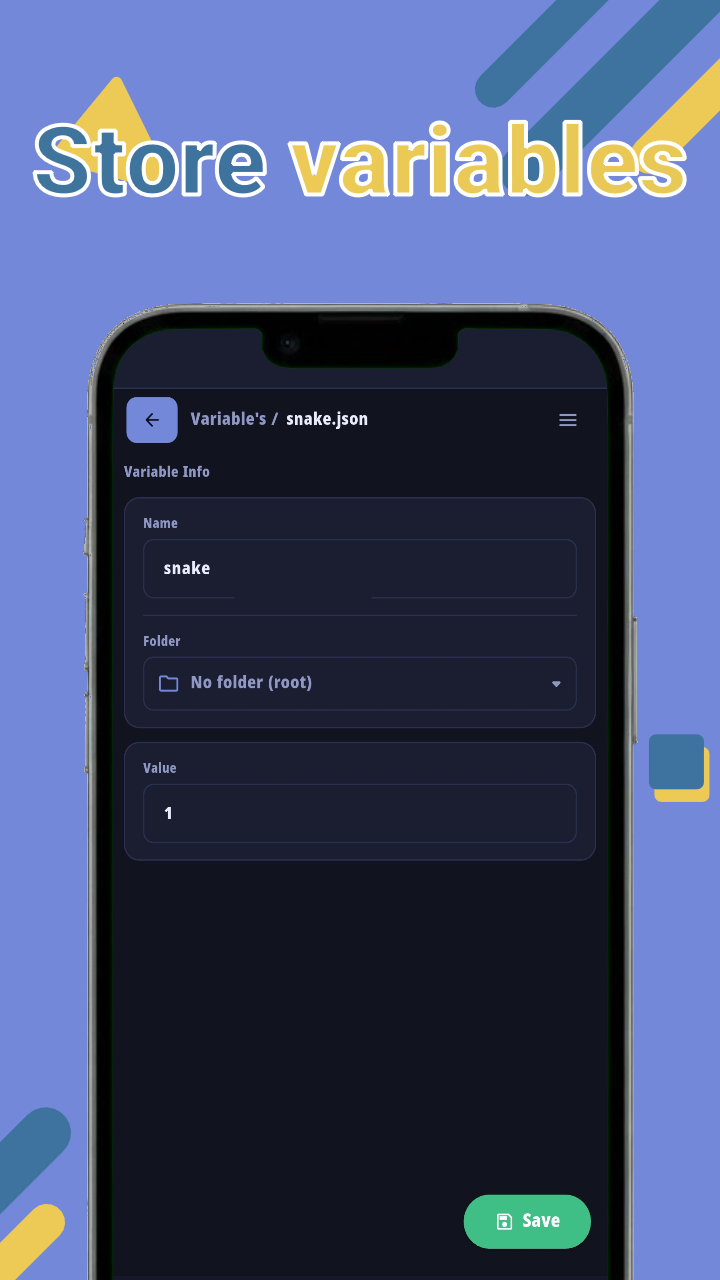 Store variables
Variable's / snake.json
Variable Info
Name
snake
Folder
No folder (root)
Value
1
Save